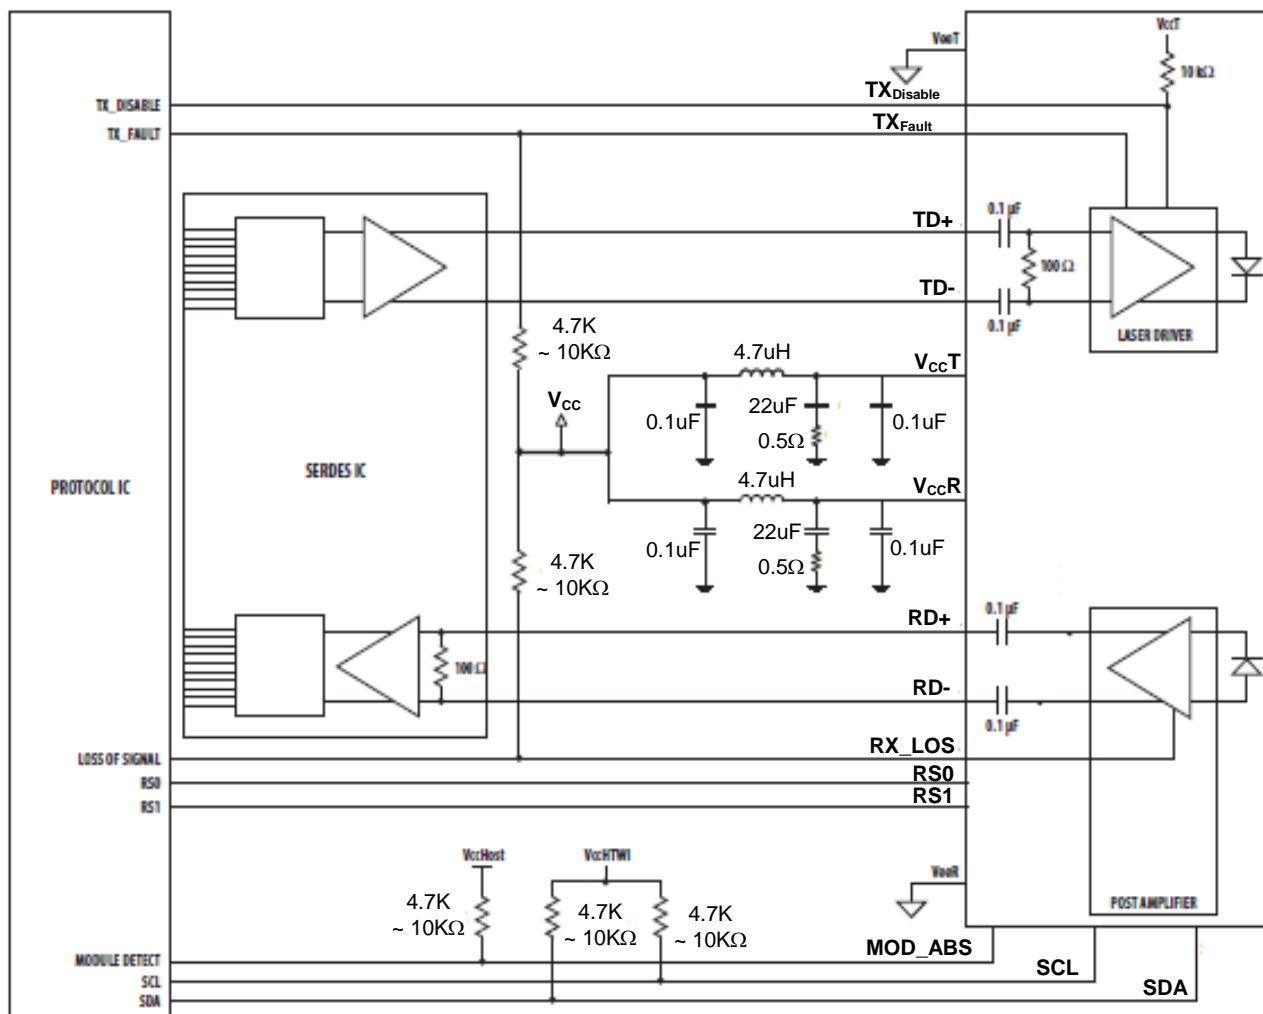 VeeT
VccT
10 kΩ
TX_DISABLE
TXDisable
TX_FAULT
TXFault
TD+
0.1 µF
100 Ω
TD-
0.1 µF
LASER DRIVER
4.7K
~ 10KΩ
4.7uH
VCCT
VCC
0.1uF
22uF
0.5Ω
0.1uF
PROTOCOL IC
SERDES IC
4.7uH
VCCR
0.1uF
22uF
0.5Ω
0.1uF
4.7K
~ 10KΩ
RD+
0.1 µF
100 Ω
RD-
0.1 µF
LOSS OF SIGNAL
RX_LOS
RS0
RS0
RS1
RS1
VccHost
VccHTWI
VeeR
4.7K
~ 10KΩ
4.7K
~ 10KΩ
4.7K
~ 10KΩ
POST AMPLIFIER
MODULE DETECT
MOD_ABS
SCL
SCL
SDA
SDA